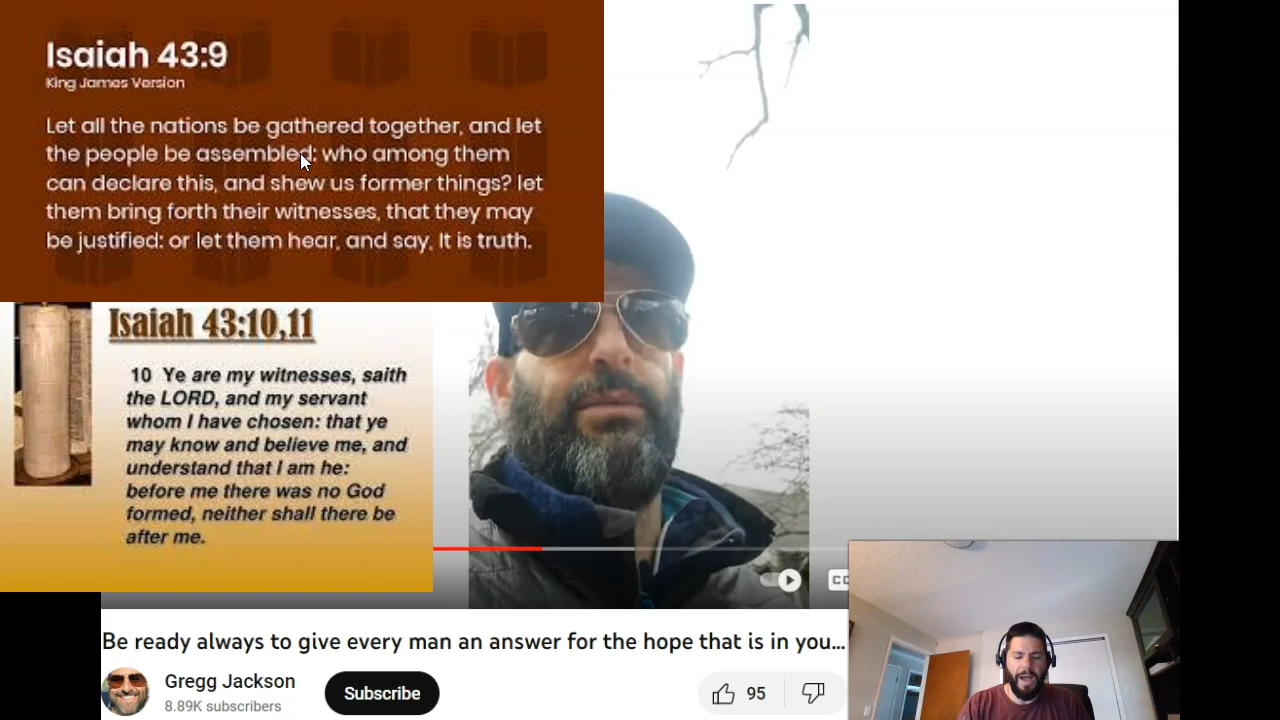 Isaiah 43:9
King James Version
Let all the nations be gathered together, and let
the people be assembled: who among them
can declare this, and shew us former things? let
them bring forth their witnesses, that they may
be justified: or let them hear, and say, It is truth.
Isaiah 43:10,11
10 Ye are my witnesses, saith
the LORD, and my servant
whom I have chosen: that ye
may know and believe me, and
understand that I am he:
before me there was no God
formed, neither shall there be
after me.
CC
Be ready always to give every man an answer for the hope that is in you...
Gregg Jackson
8.89K subscribers
Subscribe
95